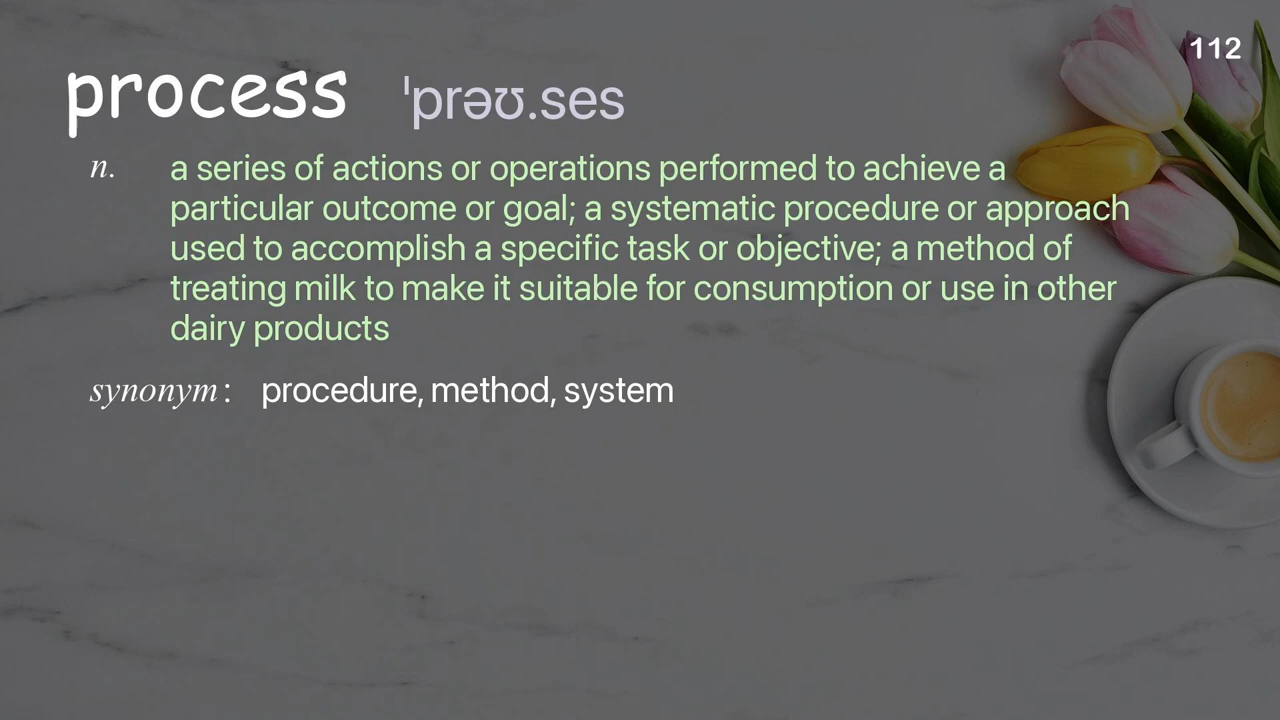 112
process ˈprəʊ.ses
n. a series of actions or operations performed to achieve a
particular outcome or goal; a systematic procedure or approach
used to accomplish a specific task or objective; a method of
treating milk to make it suitable for consumption or use in other
dairy products
synonym: procedure, method, system